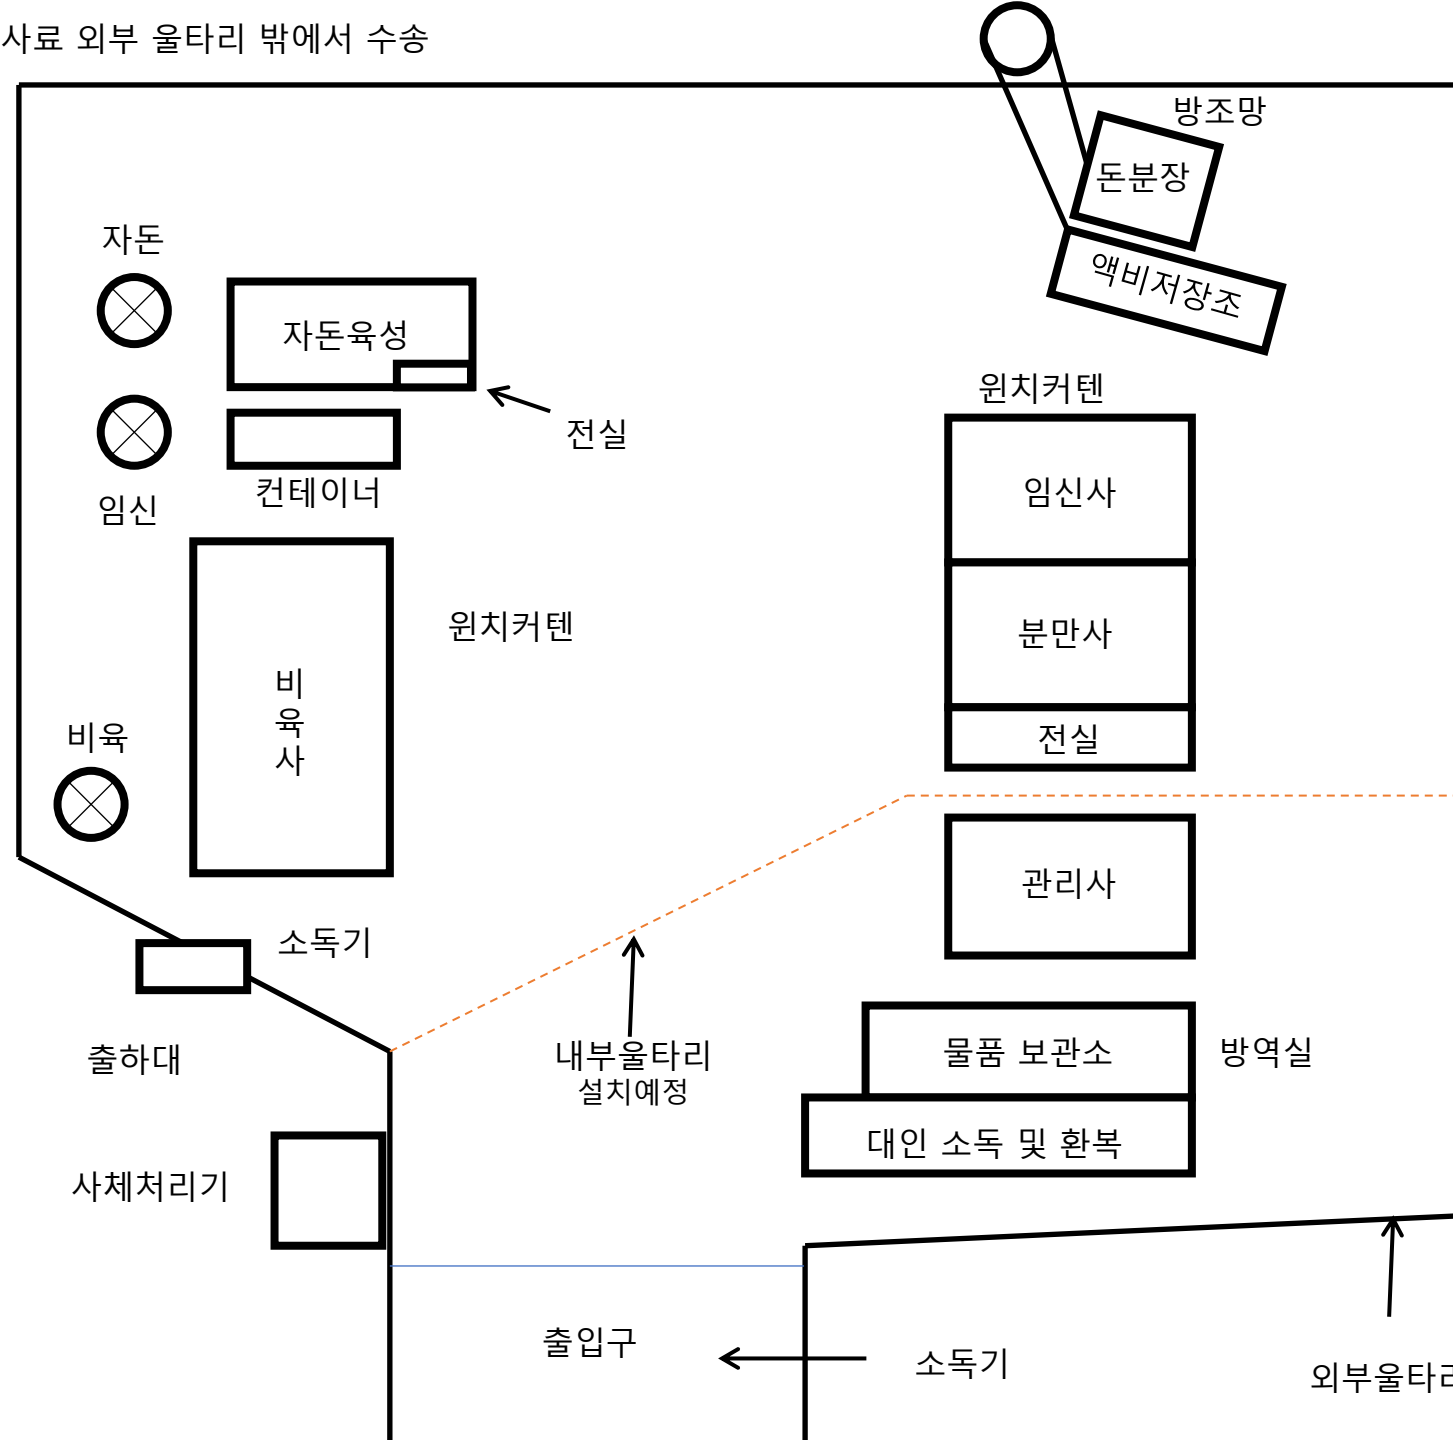 사료 외부 울타리 밖에서 수송
방조망
돈분장
액비저장조
자돈
자돈육성
전실
임신
컨테이너
윈치커텐
임신사
분만사
전실
윈치커텐
비
육
사
비육
관리사
소독기
출하대
내부울타리
설치예정
물품 보관소
방역실
대인 소독 및 환복
사체처리기
출입구
소독기
외부울타리